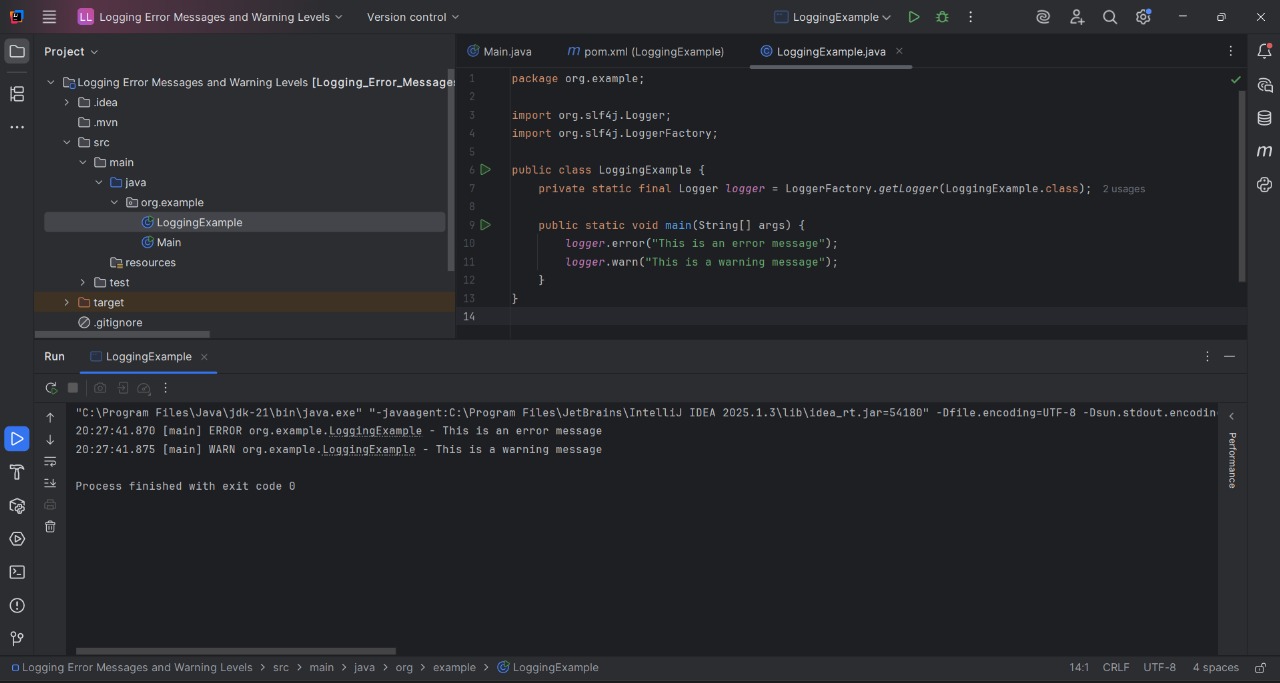 LL Logging Error Messages and Warning Levels Version control LoggingExample
Project
Logging Error Messages and Warning Levels [Logging_Error_Message
.idea
.mvn
src
main
java
org.example
LoggingExample
Main
resources
test
target
.gitignore
Main.java m pom.xml (LoggingExample) LoggingExample.java
1 package org.example;
2
3 import org.slf4j.Logger;
4 import org.slf4j.LoggerFactory;
5
6 public class LoggingExample {
7 private static final Logger logger = LoggerFactory.getLogger(LoggingExample.class); 2 usages
8
9 public static void main(String[] args) {
10 logger.error("This is an error message");
11 logger.warn("This is a warning message");
12 }
13 }
14
m
Run LoggingExample
"C:\Program Files\Java\jdk-21\bin\java.exe" "-javaagent:C:\Program Files\JetBrains\IntelliJ IDEA 2025.1.3\lib\idea_rt.jar=54180" -Dfile.encoding=UTF-8 -Dsun.stdout.encodin
20:27:41.870 [main] ERROR org.example.LoggingExample - This is an error message
20:27:41.875 [main] WARN org.example.LoggingExample - This is a warning message
Process finished with exit code 0
Performance
Logging Error Messages and Warning Levels > src > main > java > org > example > LoggingExample 14:1 CRLF UTF-8 4 spaces